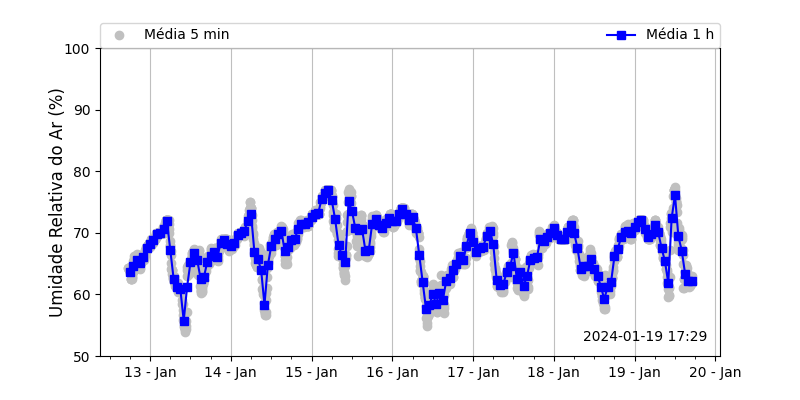 Média 5 min
Média 1 h
Umidade Relativa do Ar (%)
100
90
80
70
60
50
2024-01-19 17:29
13 - Jan
14 - Jan
15 - Jan
16 - Jan
17 - Jan
18 - Jan
19 - Jan
20 - Jan